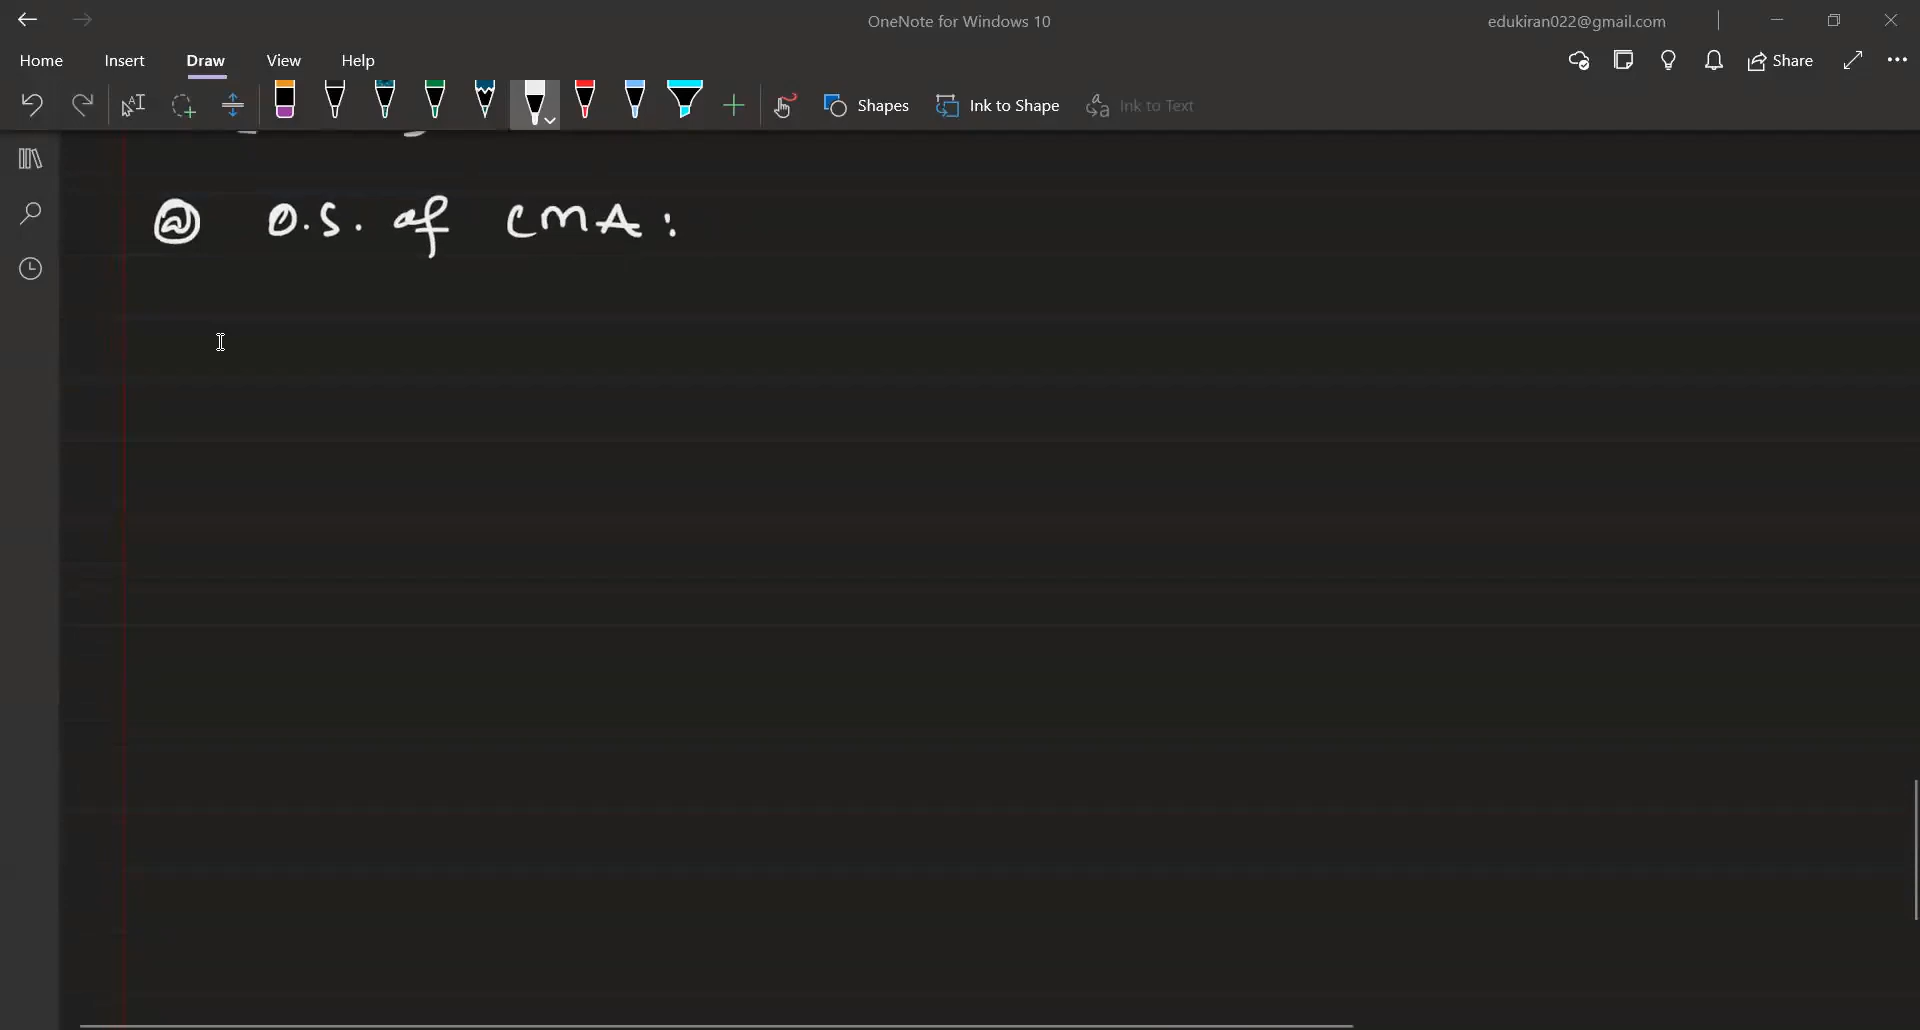 OneNote for Windows 10
edukiran022@gmail.com
Home Insert Draw View Help Share
Shapes Ink to Shape Ink to Text
@ O.S. of CMA: